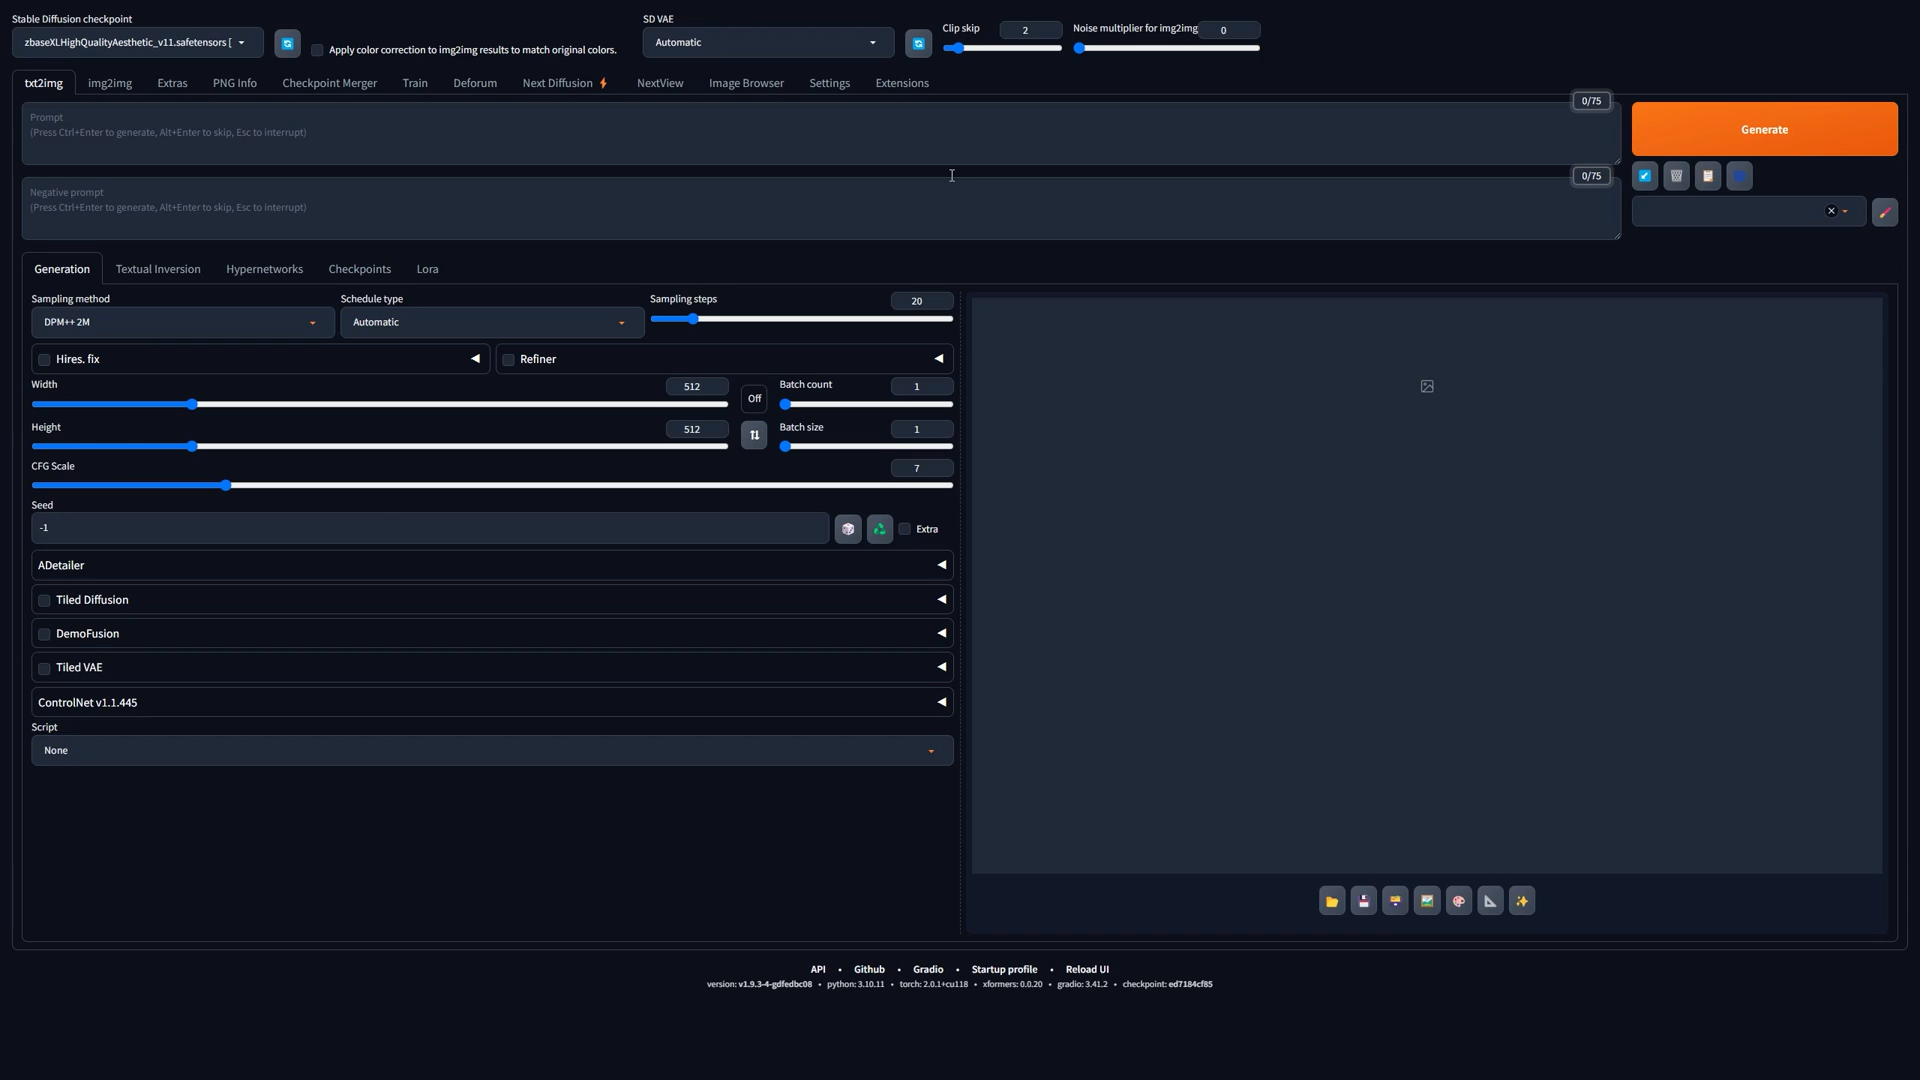 Stable Diffusion checkpoint
zbaseXLHighQualityAesthetic_v11.safetensors [
Apply color correction to img2img results to match original colors.
SD VAE
Automatic
Clip skip
2
Noise multiplier for img2img
0
txt2img
img2img
Extras
PNG Info
Checkpoint Merger
Train
Deforum
Next Diffusion
NextView
Image Browser
Settings
Extensions
Prompt
(Press Ctrl+Enter to generate, Alt+Enter to skip, Esc to interrupt)
0/75
Generate
Negative prompt
(Press Ctrl+Enter to generate, Alt+Enter to skip, Esc to interrupt)
0/75
Generation
Textual Inversion
Hypernetworks
Checkpoints
Lora
Sampling method
DPM++ 2M
Schedule type
Automatic
Sampling steps
20
Hires. fix
Refiner
Width
512
Off
Batch count
1
Height
512
Batch size
1
CFG Scale
7
Seed
-1
Extra
ADetailer
Tiled Diffusion
DemoFusion
Tiled VAE
ControlNet v1.1.445
Script
None
API • Github • Gradio • Startup profile • Reload UI
version: v1.9.3-4-gdfedbc08 • python: 3.10.11 • torch: 2.0.1+cu118 • xformers: 0.0.20 • gradio: 3.41.2 • checkpoint: ed7184cf85